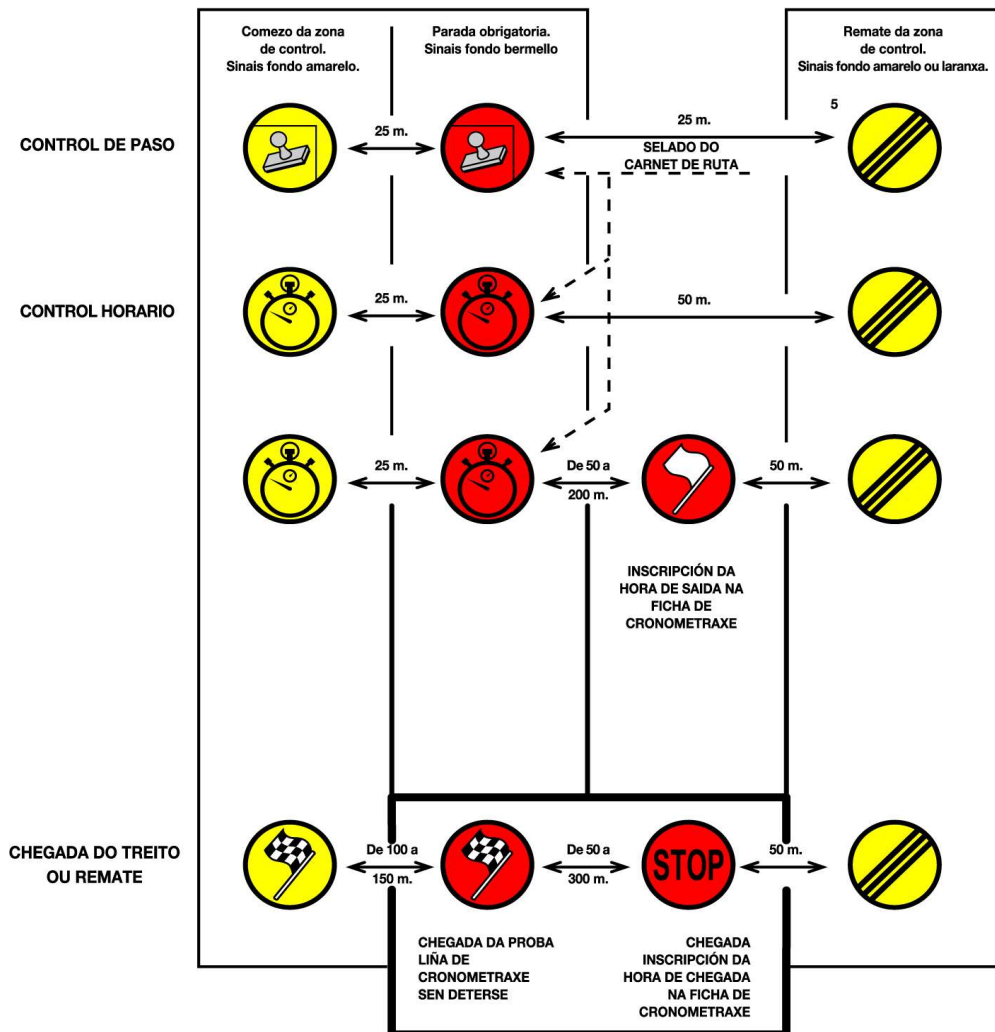 Comezo da zona
de control.
Sinais fondo amarelo.
Parada obrigatoria.
Sinais fondo bermello
Remate da zona
de control.
Sinais fondo amarelo ou laranxa.
5
CONTROL DE PASO
25 m.
25 m.
SELADO DO
CARNET DE RUTA
CONTROL HORARIO
25 m.
50 m.
25 m.
De 50 a
200 m.
50 m.
INSCRIPCIÓN DA
HORA DE SAIDA NA
FICHA DE
CRONOMETRAXE
CHEGADA DO TREITO
OU REMATE
De 100 a
150 m.
De 50 a
300 m.
STOP
50 m.
CHEGADA DA PROBA
LIÑA DE
CRONOMETRAXE
SEN DETERSE
CHEGADA
INSCRIPCIÓN DA
HORA DE CHEGADA
NA FICHA DE
CRONOMETRAXE